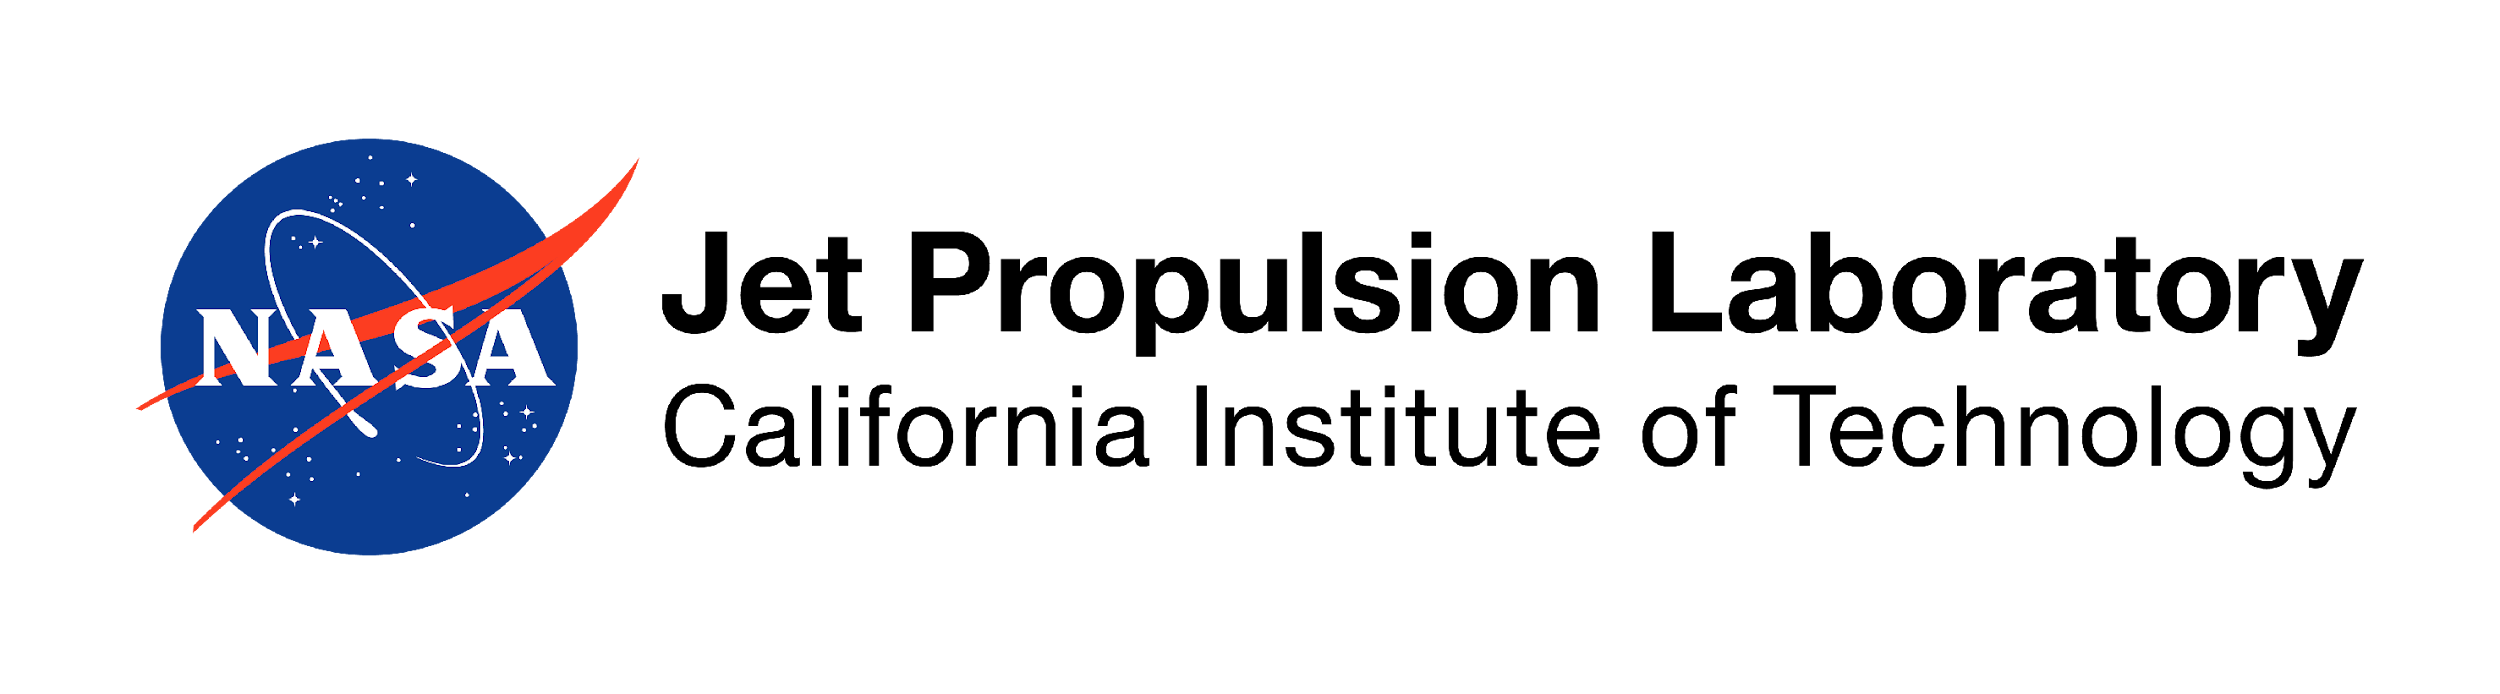 NASA
Jet Propulsion Laboratory
California Institute of Technology